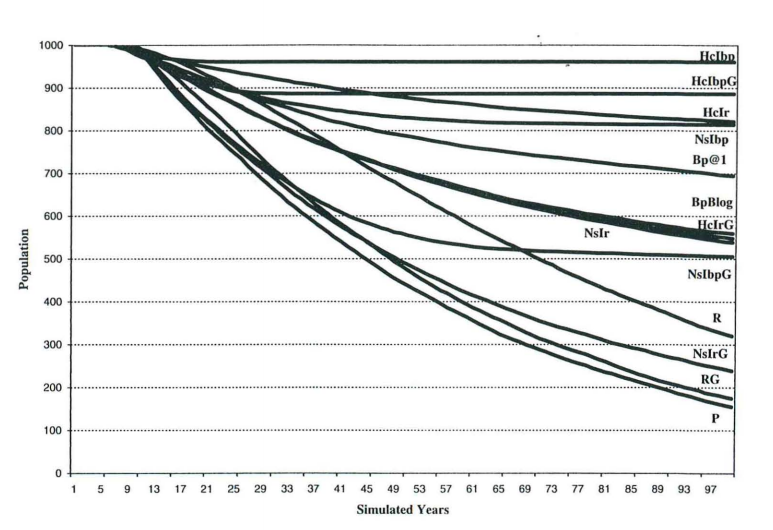 1000
HcIbp
900
HcIbpG
HcIr
800
NsIbp
Bp@1
700
BpBlog
600
HcIrG
NsIr
500
NsIbpG
400
R
300
NsIrG
200
RG
P
100
0
Population
1 5 9 13 17 21 25 29 33 37 41 45 49 53 57 61 65 69 73 77 81 85 89 93 97
Simulated Years